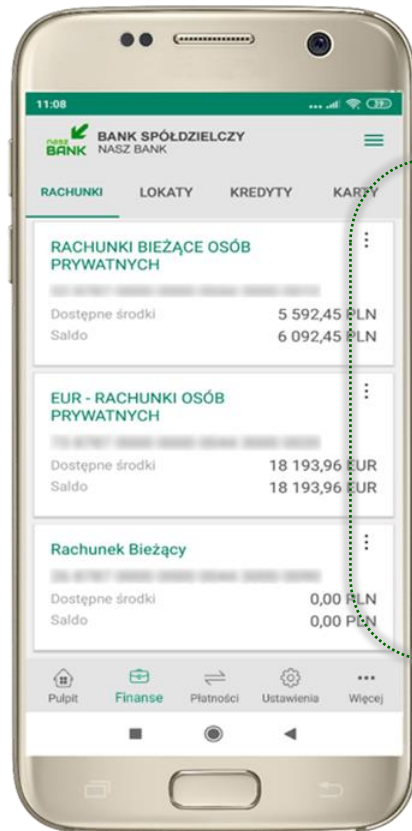 11:08
39
nasz BANK
BANK SPÓŁDZIELCZY
NASZ BANK
RACHUNKI LOKATY KREDYTY KARTY
RACHUNKI BIEŻĄCE OSÓB
PRYWATNYCH
Dostępne środki 5 592,45 PLN
Saldo 6 092,45 PLN
EUR - RACHUNKI OSÓB
PRYWATNYCH
Dostępne środki 18 193,96 EUR
Saldo 18 193,96 EUR
Rachunek Bieżący
Dostępne środki 0,00 PLN
Saldo 0,00 PLN
Pulpit Finanse Płatności Ustawienia Więcej